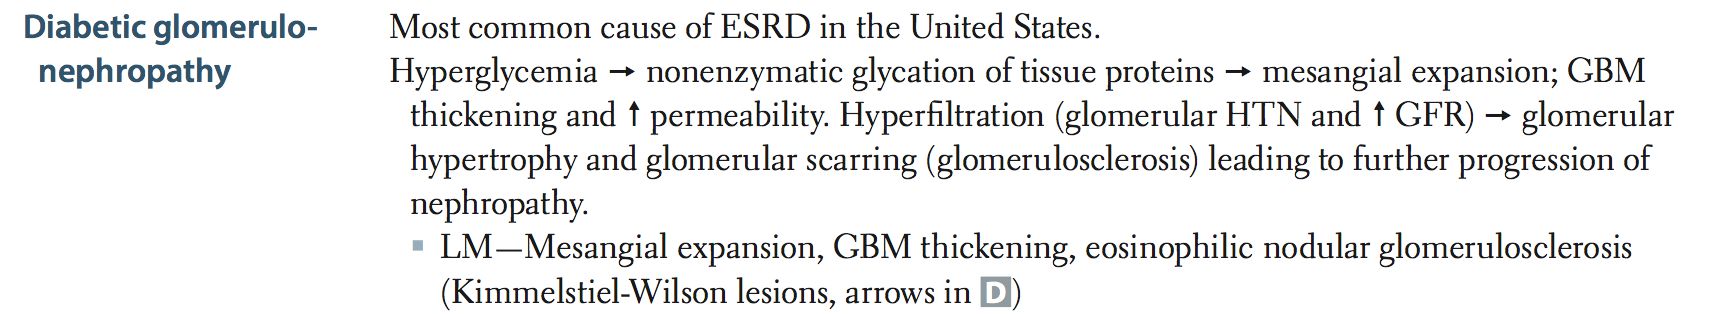 Diabetic glomerulo-
nephropathy
Most common cause of ESRD in the United States.
Hyperglycemia → nonenzymatic glycation of tissue proteins → mesangial expansion; GBM
thickening and ↑ permeability. Hyperfiltration (glomerular HTN and ↑ GFR) → glomerular
hypertrophy and glomerular scarring (glomerulosclerosis) leading to further progression of
nephropathy.
▪ LM—Mesangial expansion, GBM thickening, eosinophilic nodular glomerulosclerosis
(Kimmelstiel-Wilson lesions, arrows in D)